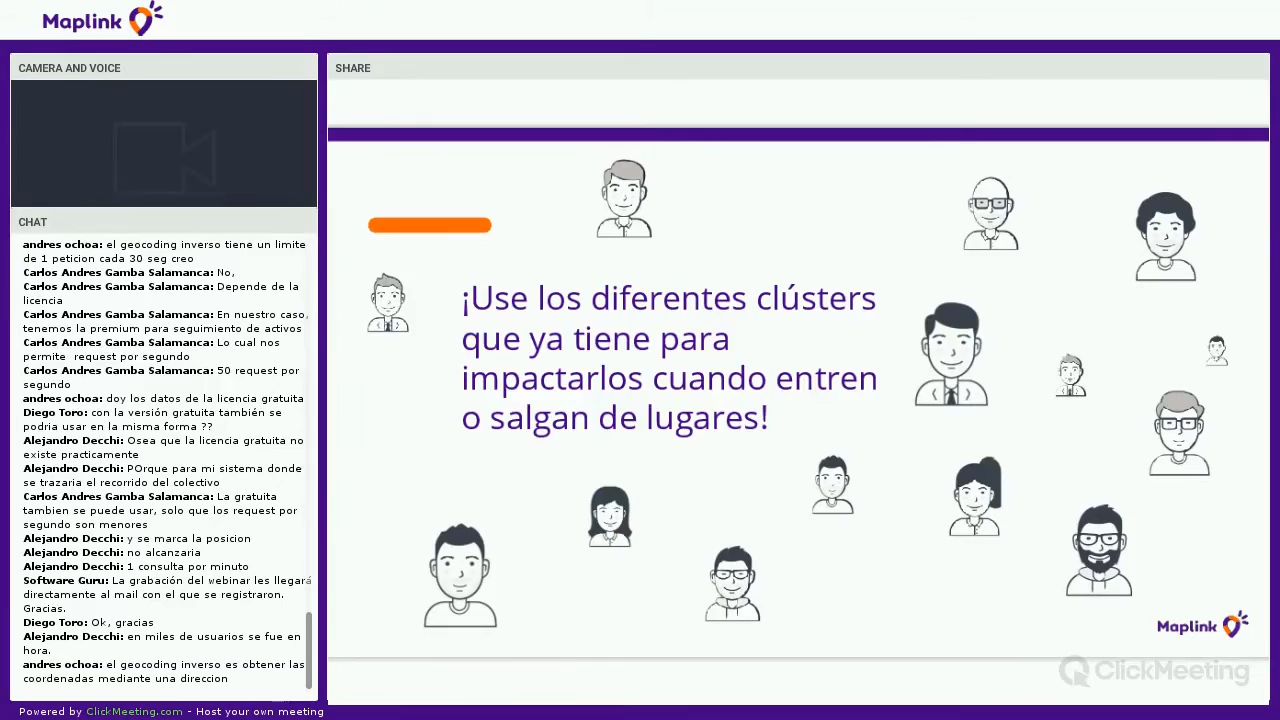 Maplink
CAMERA AND VOICE
CHAT
andres ochoa: el geocoding inverso tiene un limite
de 1 peticion cada 30 seg creo
Carlos Andres Gamba Salamanca: No,
Carlos Andres Gamba Salamanca: Depende de la
licencia
Carlos Andres Gamba Salamanca: En nuestro caso,
tenemos la premium para seguimiento de activos
Carlos Andres Gamba Salamanca: Lo cual nos
permite request por segundo
Carlos Andres Gamba Salamanca: 50 request por
segundo
andres ochoa: doy los datos de la licencia gratuita
Diego Toro: con la versión gratuita también se
podria usar en la misma forma ??
Alejandro Decchi: Osea que la licencia gratuita no
existe practicamente
Alejandro Decchi: POrque para mi sistema donde
se trazaria el recorrido del colectivo
Carlos Andres Gamba Salamanca: La gratuita
tambien se puede usar, solo que los request por
segundo son menores
Alejandro Decchi: y se marca la posicion
Alejandro Decchi: no alcanzaria
Alejandro Decchi: 1 consulta por minuto
Software Guru: La grabación del webinar les llegará
directamente al mail con el que se registraron.
Gracias.
Diego Toro: Ok, gracias
Alejandro Decchi: en miles de usuarios se fue en
hora.
andres ochoa: el geocoding inverso es obtener las
coordenadas mediante una direccion
Powered by ClickMeeting.com - Host your own meeting
SHARE
¡Use los diferentes clústers
que ya tiene para
impactarlos cuando entren
o salgan de lugares!
Maplink
ClickMeeting